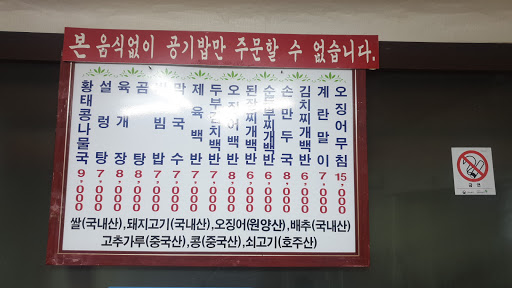 본 음식없이 공기밥만 주문할 수 없습니다.
황태콩나물국 9,000
설렁탕 7,000
육개장 8,000
곰탕 8,000
비빔밥 7,000
막국수 7,000
제육백반 7,000
두부김치백반 7,000
오징어백반 8,000
된장찌개백반 6,000
순두부찌개백반 6,000
손만두국 8,000
김치찌개백반 6,000
계란말이 7,000
오징어무침 15,000
쌀(국내산),돼지고기(국내산),오징어(원양산),배추(국내산)
고추가루(중국산),콩(중국산),쇠고기(호주산)
금연